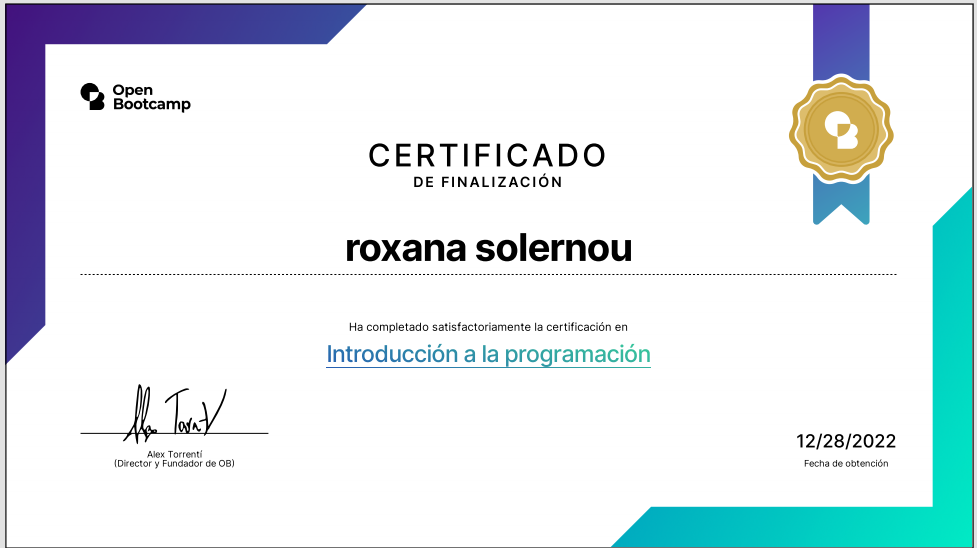 Open
Bootcamp
CERTIFICADO
DE FINALIZACIÓN
roxana solernou
Ha completado satisfactoriamente la certificación en
Introducción a la programación
Alex Torrentí
(Director y Fundador de OB)
12/28/2022
Fecha de obtención